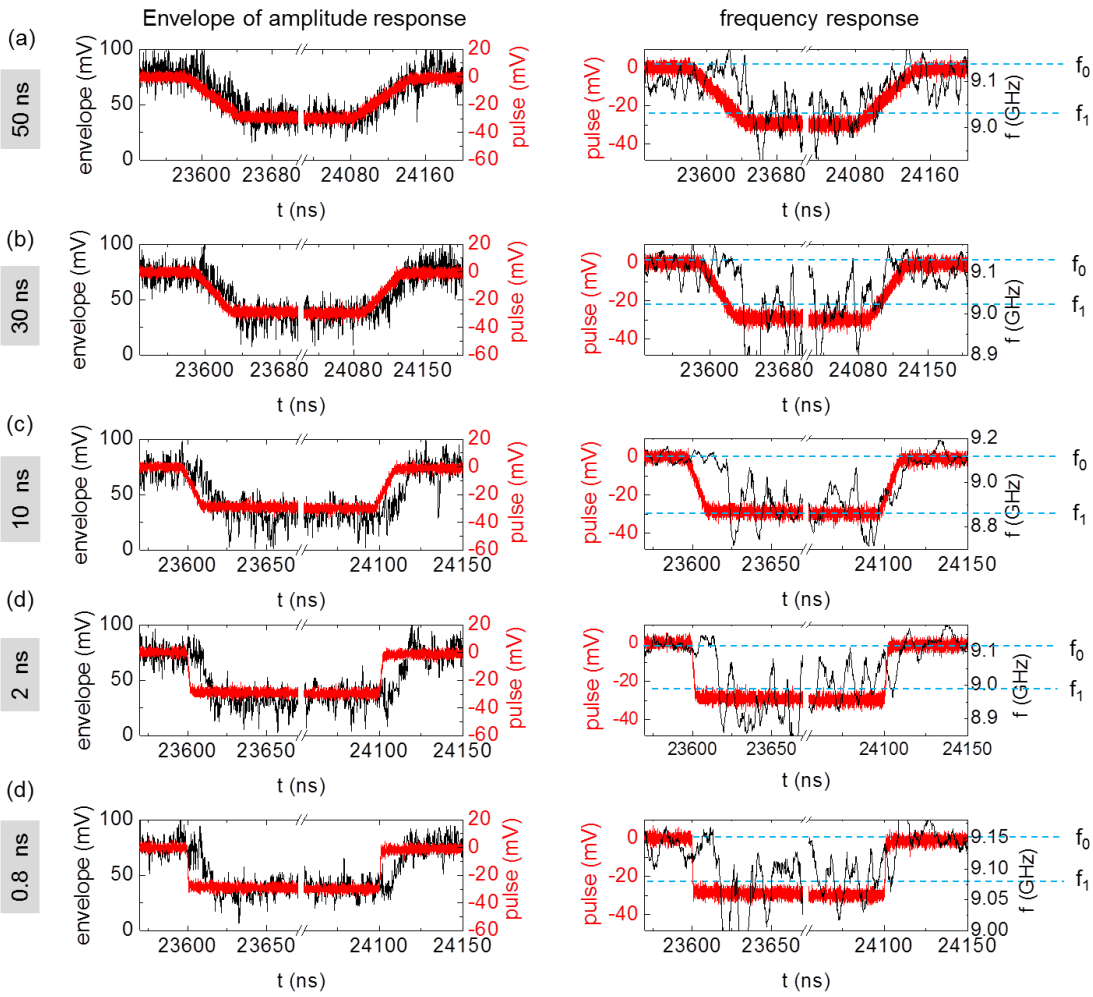 Envelope of amplitude response
frequency response
(a)
50 ns
envelope (mV)
100
50
0
20
0
-20
-40
-60
pulse (mV)
23600 23680 24080 24160
t (ns)
pulse (mV)
0
-20
-40
9.1
9.0
f (GHz)
f0
f1
23600 23680 24080 24160
t (ns)
(b)
30 ns
envelope (mV)
100
50
0
20
0
-20
-40
-60
pulse (mV)
23600 23680 24080 24150
t (ns)
pulse (mV)
0
-20
-40
9.1
9.0
8.9
f (GHz)
f0
f1
23600 23680 24080 24150
t (ns)
(c)
10 ns
envelope (mV)
100
50
0
20
0
-20
-40
-60
pulse (mV)
23600 23650 24100 24150
t (ns)
pulse (mV)
0
-20
-40
9.2
9.0
8.8
f (GHz)
f0
f1
23600 23650 24100 24150
t (ns)
(d)
2 ns
envelope (mV)
100
50
0
20
0
-20
-40
-60
pulse (mV)
23600 23650 24100 24150
t (ns)
pulse (mV)
0
-20
-40
9.1
9.0
8.9
f (GHz)
f0
f1
23600 23650 24100 24150
t (ns)
(d)
0.8 ns
envelope (mV)
100
50
0
20
0
-20
-40
-60
pulse (mV)
23600 23650 24100 24150
t (ns)
pulse (mV)
0
-20
-40
9.15
9.10
9.05
9.00
f (GHz)
f0
f1
23600 23650 24100 24150
t (ns)